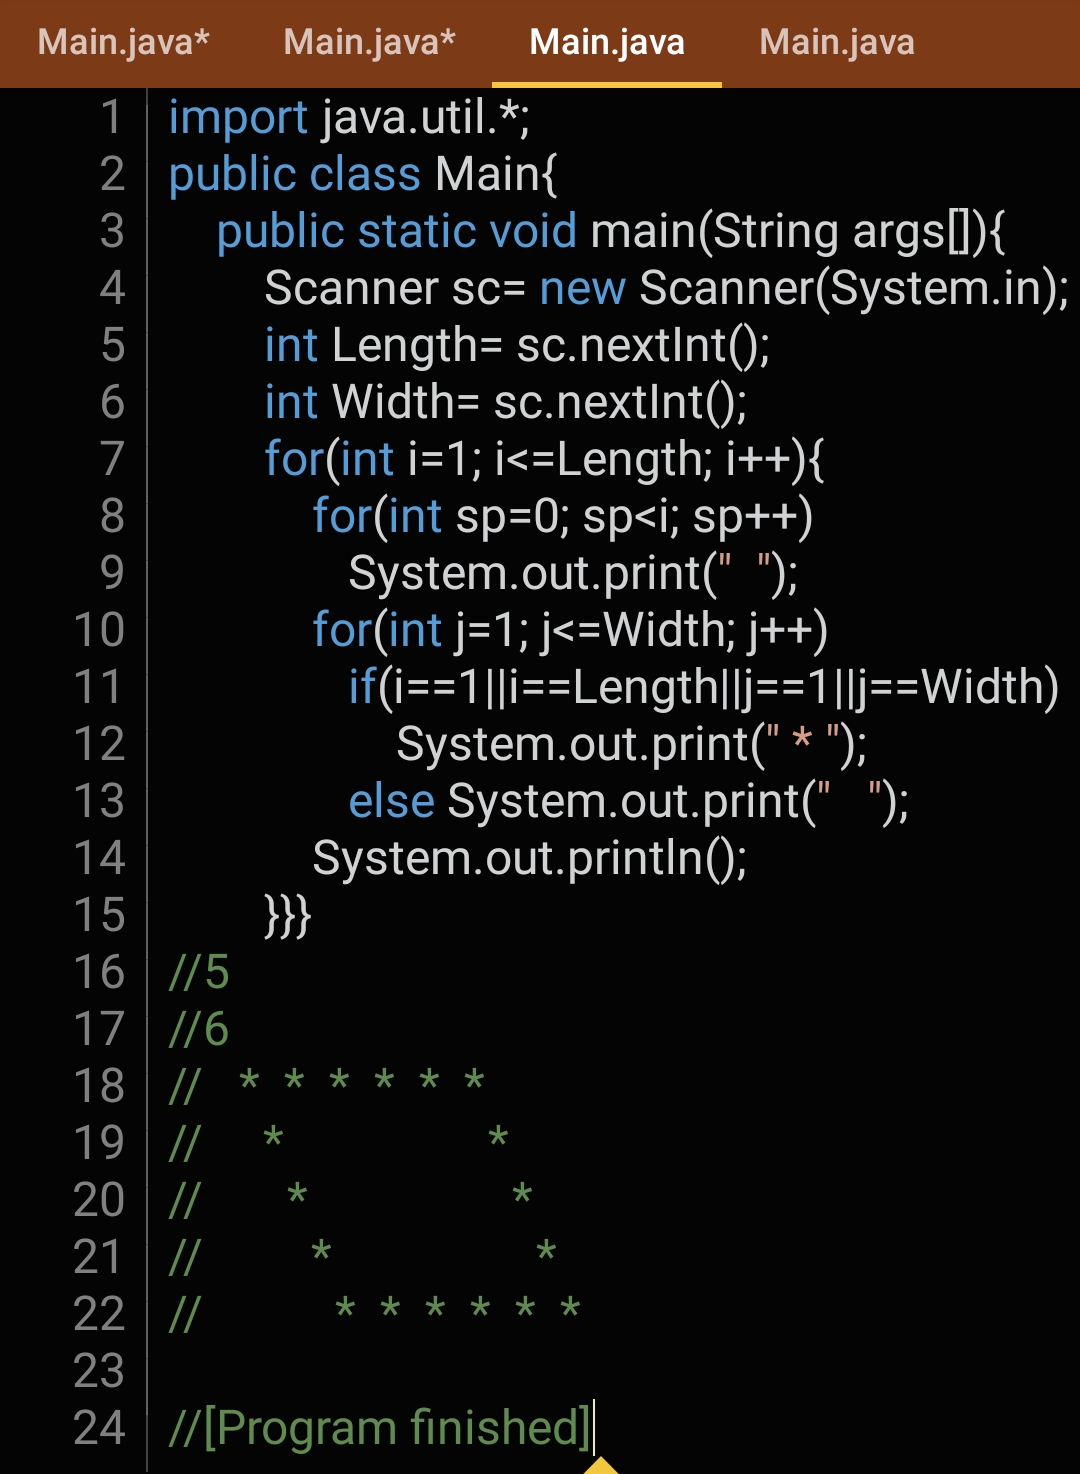 Main.java* Main.java* Main.java Main.java
1 import java.util.*;
2 public class Main{
3     public static void main(String args[]){
4         Scanner sc= new Scanner(System.in);
5         int Length= sc.nextInt();
6         int Width= sc.nextInt();
7         for(int i=1; i<=Length; i++){
8             for(int sp=0; sp<i; sp++)
9                System.out.print("  ");
10             for(int j=1; j<=Width; j++)
11                if(i==1||i==Length||j==1||j==Width)
12                    System.out.print(" * ");
13                else System.out.print("   ");
14             System.out.println();
15         }}}
16 //5
17 //6
18 //   *  *  *  *  *  *
19 //     *              *
20 //       *              *
21 //         *              *
22 //           *  *  *  *  *  *
23
24 //[Program finished]